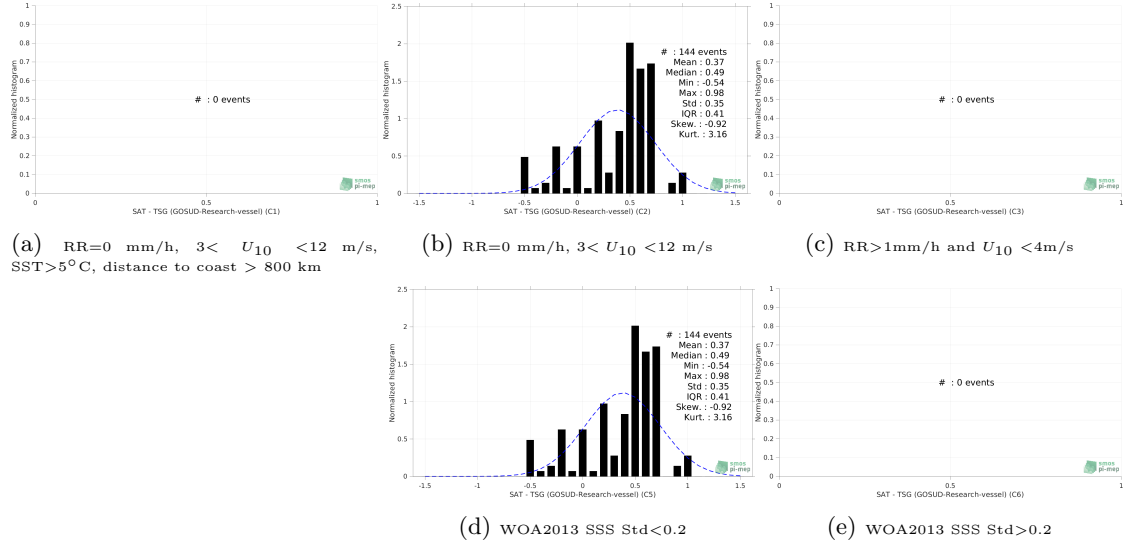 1
0.9
0.8
0.7
0.6
0.5
0.4
0.3
0.2
0.1
0
Normalized histogram
# : 0 events
smos
pi-mep
0 0.5 1
SAT - TSG (GOSUD-Research-vessel) (C1)
(a) RR=0 mm/h, 3< U10 <12 m/s,
SST>5°C, distance to coast > 800 km
2.5
2
1.5
1
0.5
0
Normalized histogram
# : 144 events
Mean : 0.37
Median : 0.49
Min : -0.54
Max : 0.98
Std : 0.35
IQR : 0.41
Skew. : -0.92
Kurt. : 3.16
smos
pi-mep
-1.5 -1 -0.5 0 0.5 1 1.5
SAT - TSG (GOSUD-Research-vessel) (C2)
(b) RR=0 mm/h, 3< U10 <12 m/s
1
0.9
0.8
0.7
0.6
0.5
0.4
0.3
0.2
0.1
0
Normalized histogram
# : 0 events
smos
pi-mep
0 0.5 1
SAT - TSG (GOSUD-Research-vessel) (C3)
(c) RR>1mm/h and U10 <4m/s
2.5
2
1.5
1
0.5
0
Normalized histogram
# : 144 events
Mean : 0.37
Median : 0.49
Min : -0.54
Max : 0.98
Std : 0.35
IQR : 0.41
Skew. : -0.92
Kurt. : 3.16
smos
pi-mep
-1.5 -1 -0.5 0 0.5 1 1.5
SAT - TSG (GOSUD-Research-vessel) (C5)
(d) WOA2013 SSS Std<0.2
1
0.9
0.8
0.7
0.6
0.5
0.4
0.3
0.2
0.1
0
Normalized histogram
# : 0 events
smos
pi-mep
0 0.5 1
SAT - TSG (GOSUD-Research-vessel) (C6)
(e) WOA2013 SSS Std>0.2